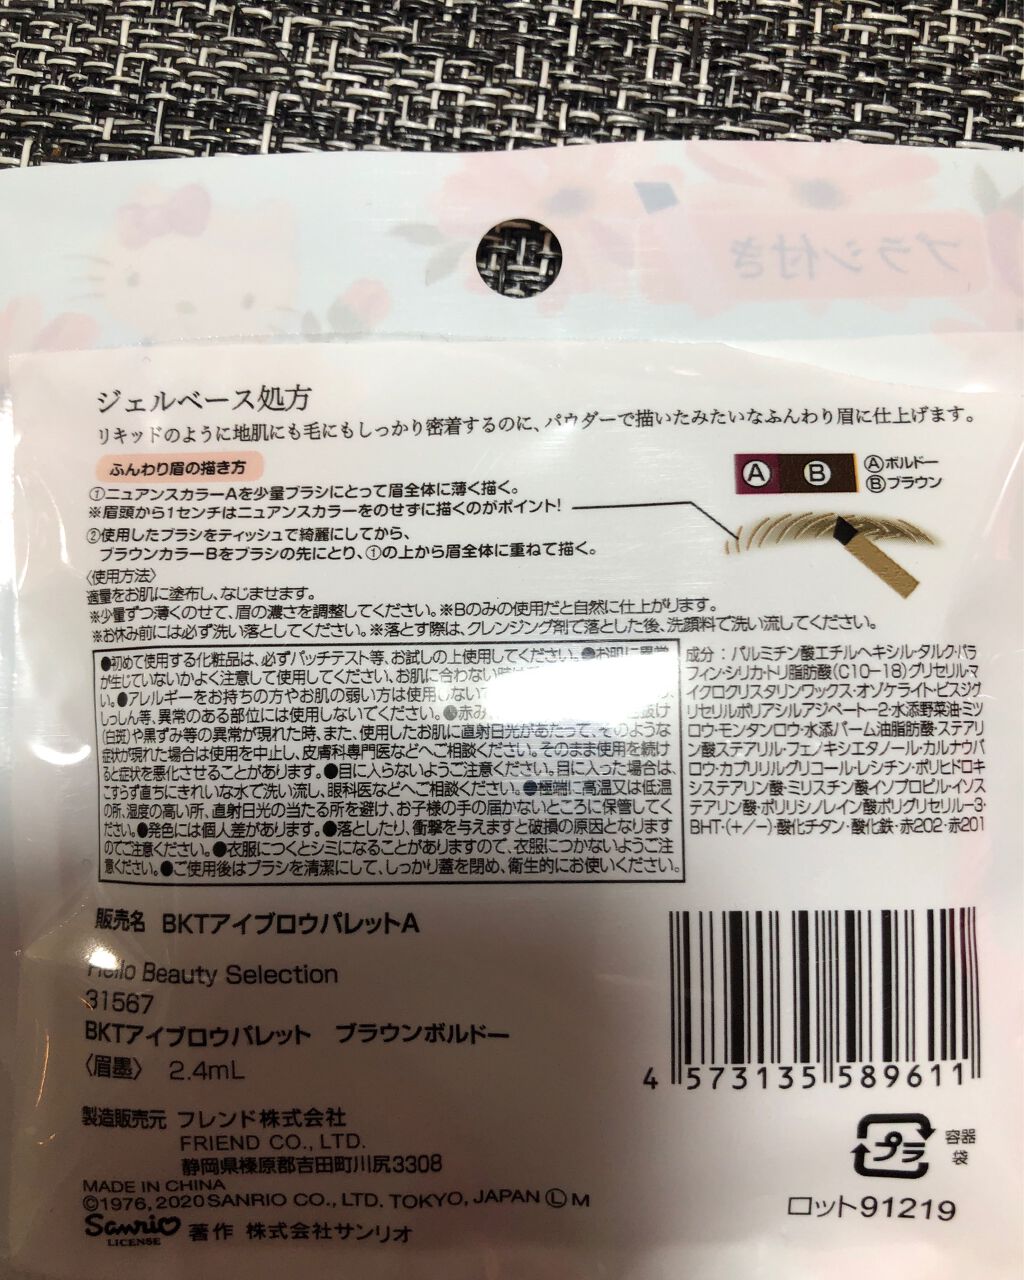 ブラシ付き
ジェルベース処方
リキッドのように地肌にも毛にもしっかり密着するのに、パウダーで描いたみたいなふんわり眉に仕上げます。
ふんわり眉の描き方
①ニュアンスカラーAを少量ブラシにとって眉全体に薄く描く。
※眉頭から1センチはニュアンスカラーをのせずに描くのがポイント!
②使用したブラシをティッシュで綺麗にしてから、
ブラウンカラーBをブラシの先にとり、①の上から眉全体に重ねて描く。
A B
Ⓐボルドー
Ⓑブラウン
〈使用方法〉
適量をお肌に塗布し、なじませます。
※少量ずつ薄くのせて、眉の濃さを調整してください。※Bのみの使用だと自然に仕上がります。
※お休み前には必ず洗い落としてください。※落とす際は、クレンジング剤で落とした後、洗顔料で洗い流してください。
●初めて使用する化粧品は、必ずパッチテスト等、お試しの上使用してください。●お肌に異常
が生じていないかよく注意して使用してください。お肌に合わない時は
い。●アレルギーをお持ちの方やお肌の弱い方は使用しないで
しっしん等、異常のある部位には使用しないでください。●赤み、 色抜け
(白斑)や黒ずみ等の異常が現れた時、また、使用したお肌に直射日光があたって、そのような
症状が現れた場合は使用を中止し、皮膚科専門医などへご相談ください。そのまま使用を続け
ると症状を悪化させることがあります。●目に入らないようご注意ください。目に入った場合は、
こすらず直ちにきれいな水で洗い流し、眼科医などへご相談ください。●極端に高温又は低温
の所、湿度の高い所、直射日光の当たる所を避け、お子様の手の届かないところに保管してく
ださい。●発色には個人差があります。●落としたり、衝撃を与えますと破損の原因となります
のでご注意ください。●衣服につくとシミになることがありますので、衣服につかないようご注
意ください。●ご使用後はブラシを清潔にして、しっかり蓋を閉め、衛生的にお使いください。
成分：パルミチン酸エチルヘキシル・タルク・パラ
フィン・シリカ・トリ脂肪酸(C10-18)グリセリル・マ
イクロクリスタリンワックス・オゾケライト・ビスジグ
リセリルポリアシルアジペート-2・水添野菜油・ミツ
ロウ・モンタンロウ・水添パーム油脂肪酸・ステアリ
ン酸ステアリル・フェノキシエタノール・カルナウバ
ロウ・カプリリルグリコール・レシチン・ポリヒドロキ
システアリン酸・ミリスチン酸イソプロピル・イソス
テアリン酸・ポリリシノレイン酸ポリグリセリル-3・
BHT・(+/-)酸化チタン・酸化鉄・赤202・赤201
販売名 BKTアイブロウパレットA
Hello Beauty Selection
31567
BKTアイブロウパレット ブラウンボルドー
〈眉墨〉 2.4mL
4 573135 589611
製造販売元 フレンド株式会社
FRIEND CO., LTD.
静岡県榛原郡吉田町川尻3308
MADE IN CHINA
©1976, 2020 SANRIO CO., LTD. TOKYO, JAPAN Ⓛ M
Sanrio
LICENSE
著作 株式会社サンリオ
プラ
容器
袋
ロット91219